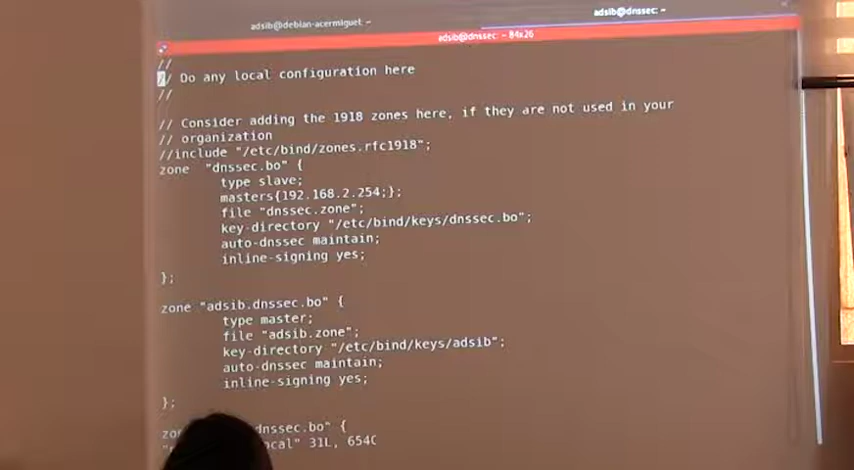 adsib@debian-acermiguet ~
adsib@dnssec: ~
adsib@dnssec: ~ 84x26
//
// Do any local configuration here
//
// Consider adding the 1918 zones here, if they are not used in your
// organization
//include "/etc/bind/zones.rfc1918";
zone "dnssec.bo" {
type slave;
masters{192.168.2.254;};
file "dnssec.zone";
key-directory "/etc/bind/keys/dnssec.bo";
auto-dnssec maintain;
inline-signing yes;
};
zone "adsib.dnssec.bo" {
type master;
file "adsib.zone";
key-directory "/etc/bind/keys/adsib";
auto-dnssec maintain;
inline-signing yes;
};
dnssec.bo" {
31L, 654C